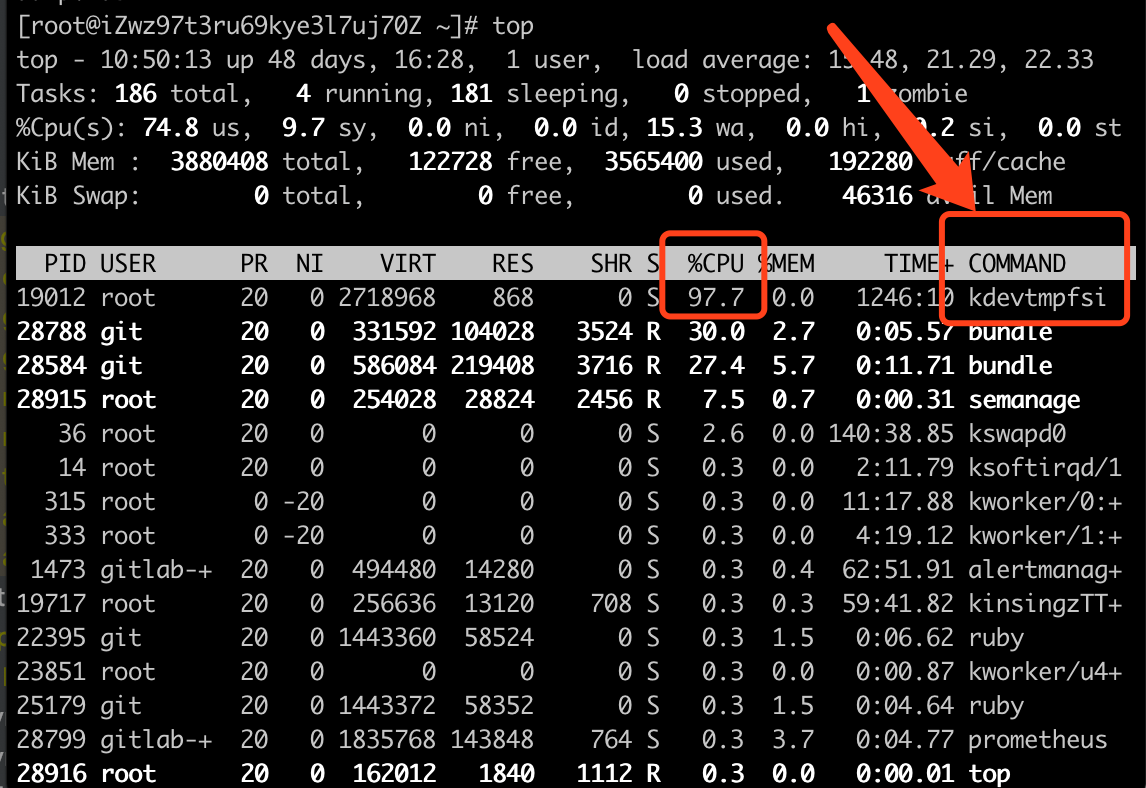 [root@iZwz97t3ru69kye3l7uj70Z ~]# top
top - 10:50:13 up 48 days, 16:28, 1 user, load average: 48, 21.29, 22.33
Tasks: 186 total, 4 running, 181 sleeping, 0 stopped, 1 zombie
%Cpu(s): 74.8 us, 9.7 sy, 0.0 ni, 0.0 id, 15.3 wa, 0.0 hi, 0.2 si, 0.0 st
KiB Mem : 3880408 total, 122728 free, 3565400 used, 192280 buff/cache
KiB Swap: 0 total, 0 free, 0 used. 46316 avail Mem
PID USER PR NI VIRT RES SHR S %CPU %MEM TIME+ COMMAND
19012 root 20 0 2718968 868 0 S 97.7 0.0 1246:10 kdevtmpfsi
28788 git 20 0 331592 104028 3524 R 30.0 2.7 0:05.57 bundle
28584 git 20 0 586084 219408 3716 R 27.4 5.7 0:11.71 bundle
28915 root 20 0 254028 28824 2456 R 7.5 0.7 0:00.31 semanage
36 root 20 0 0 0 0 S 2.6 0.0 140:38.85 kswapd0
14 root 20 0 0 0 0 S 0.3 0.0 2:11.79 ksoftirqd/1
315 root 0 -20 0 0 0 S 0.3 0.0 11:17.88 kworker/0:+
333 root 0 -20 0 0 0 S 0.3 0.0 4:19.12 kworker/1:+
1473 gitlab-+ 20 0 494480 14280 0 S 0.3 0.4 62:51.91 alertmanag+
19717 root 20 0 256636 13120 708 S 0.3 0.3 59:41.82 kinsingzTT+
22395 git 20 0 1443360 58524 0 S 0.3 1.5 0:06.62 ruby
23851 root 20 0 0 0 0 S 0.3 0.0 0:00.87 kworker/u4+
25179 git 20 0 1443372 58352 0 S 0.3 1.5 0:04.64 ruby
28799 gitlab-+ 20 0 1835768 143848 764 S 0.3 3.7 0:04.77 prometheus
28916 root 20 0 162012 1840 1112 R 0.3 0.0 0:00.01 top